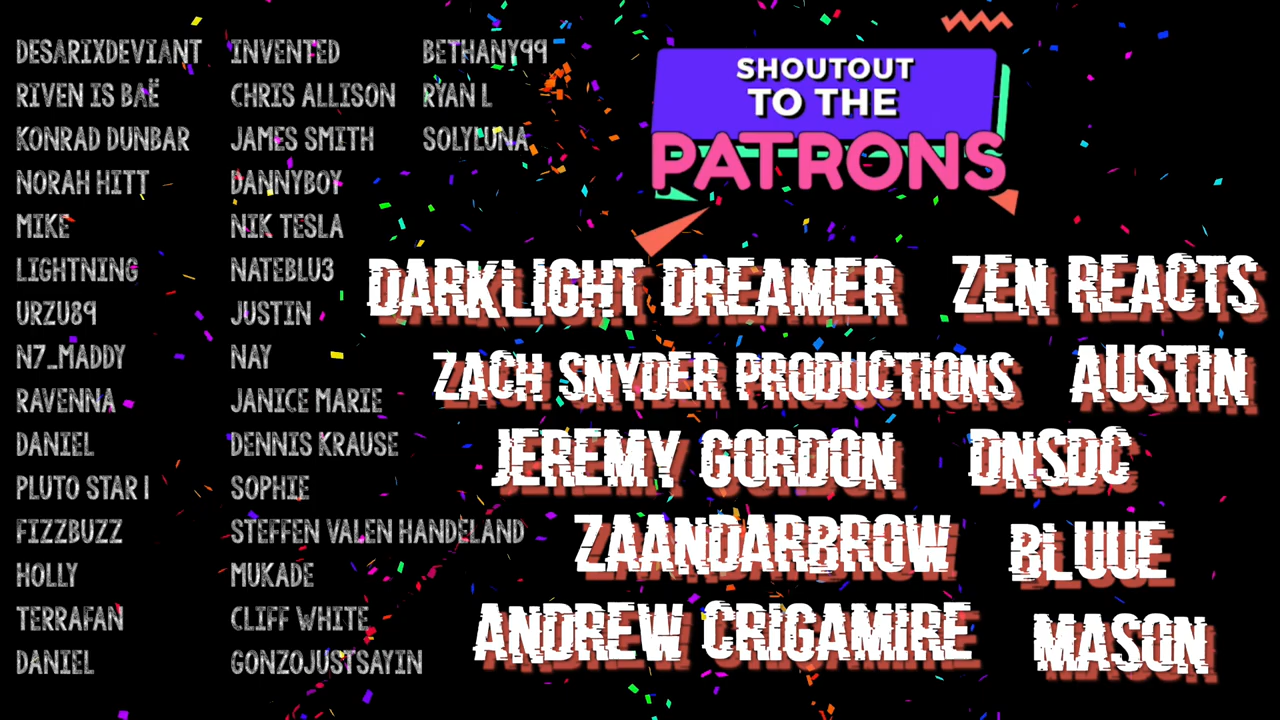 DESARIXDEVIANT
RIVEN IS BAË
KONRAD DUNBAR
NORAH HITT
MIKE
LIGHTNING
URZU89
N7_MADDY
RAVENNA
DANIEL
PLUTO STAR 1
FIZZBUZZ
HOLLY
TERRAFAN
DANIEL
INVENTED
CHRIS ALLISON
JAMES SMITH
DANNYBOY
NIK TESLA
NATEBLU3
JUSTIN
NAY
JANICE MARIE
DENNIS KRAUSE
SOPHIE
STEFFEN VALEN HANDELAND
MUKADE
CLIFF WHITE
GONZOJUSTSAYIN
BETHANY99
RYAN L
SOLYLUNA
SHOUTOUT
TO THE
PATRONS
DARKLIGHT DREAMER
ZEN REACTS
ZACH SNYDER PRODUCTIONS
AUSTIN
JEREMY GORDON
DNSDC
ZAANDARBROW
BLUUE
ANDREW CRIGAMIRE
MASON